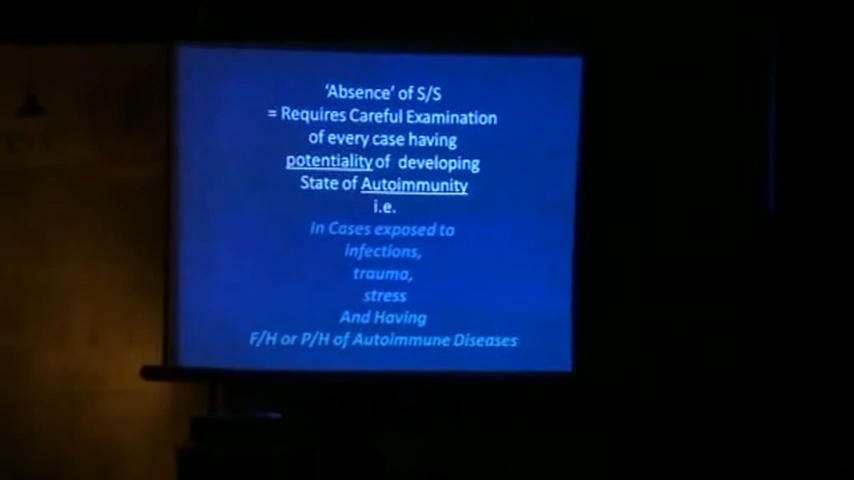 'Absence' of S/S
= Requires Careful Examination
of every case having
potentiality of developing
State of Autoimmunity
i.e.
In Cases exposed to
infections,
trauma,
stress
And Having
F/H or P/H of Autoimmune Diseases